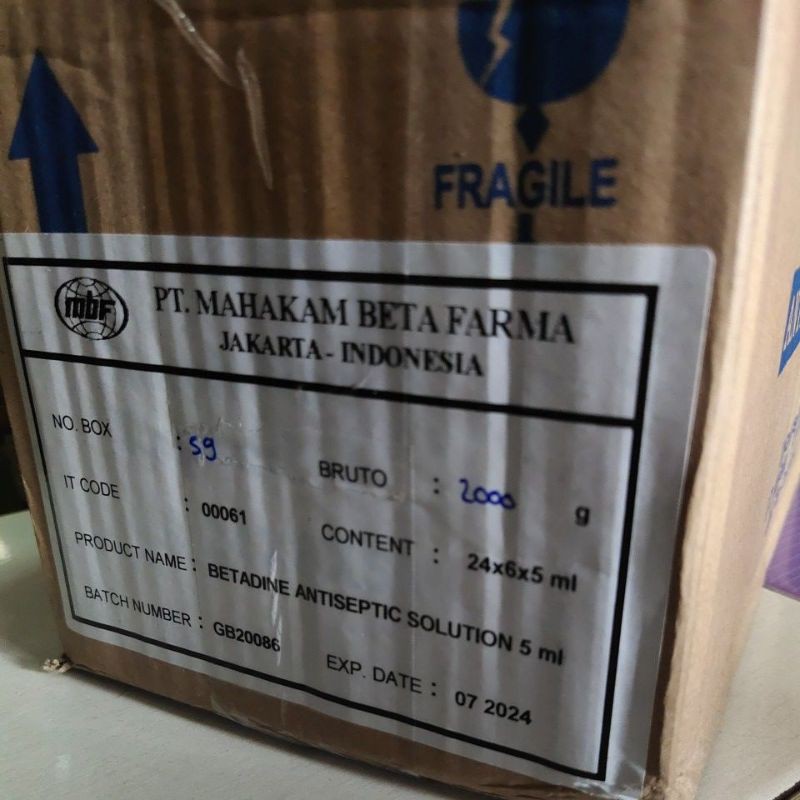 FRAGILE
mbf
PT. MAHAKAM BETA FARMA
JAKARTA - INDONESIA
NO. BOX : 59
BRUTO : 2000 g
IT CODE : 00061
CONTENT : 24x6x5 ml
PRODUCT NAME : BETADINE ANTISEPTIC SOLUTION 5 ml
BATCH NUMBER : GB20086
EXP. DATE : 07 2024